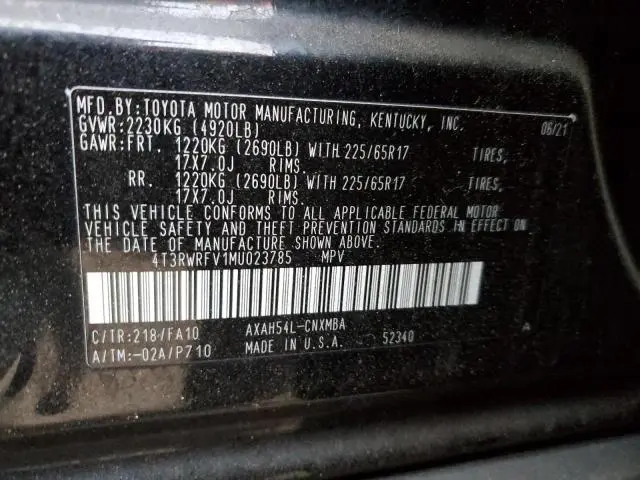 MFD. BY: TOYOTA MOTOR MANUFACTURING, KENTUCKY, INC.
GVWR: 2230KG (4920LB) 06/21
GAWR: FRT. 1220KG (2690LB) WITH 225/65R17 TIRES,
17X7.0J RIMS.
RR. 1220KG (2690LB) WITH 225/65R17 TIRES,
17X7.0J RIMS.
THIS VEHICLE CONFORMS TO ALL APPLICABLE FEDERAL MOTOR
VEHICLE SAFETY AND THEFT PREVENTION STANDARDS IN EFFECT ON
THE DATE OF MANUFACTURE SHOWN ABOVE.
4T3RWRFV1MU023785 MPV
C/TR: 218/FA10 AXAH54L-CNXMBA A
A/TM: -02A/P710 MADE IN U.S.A. 52340